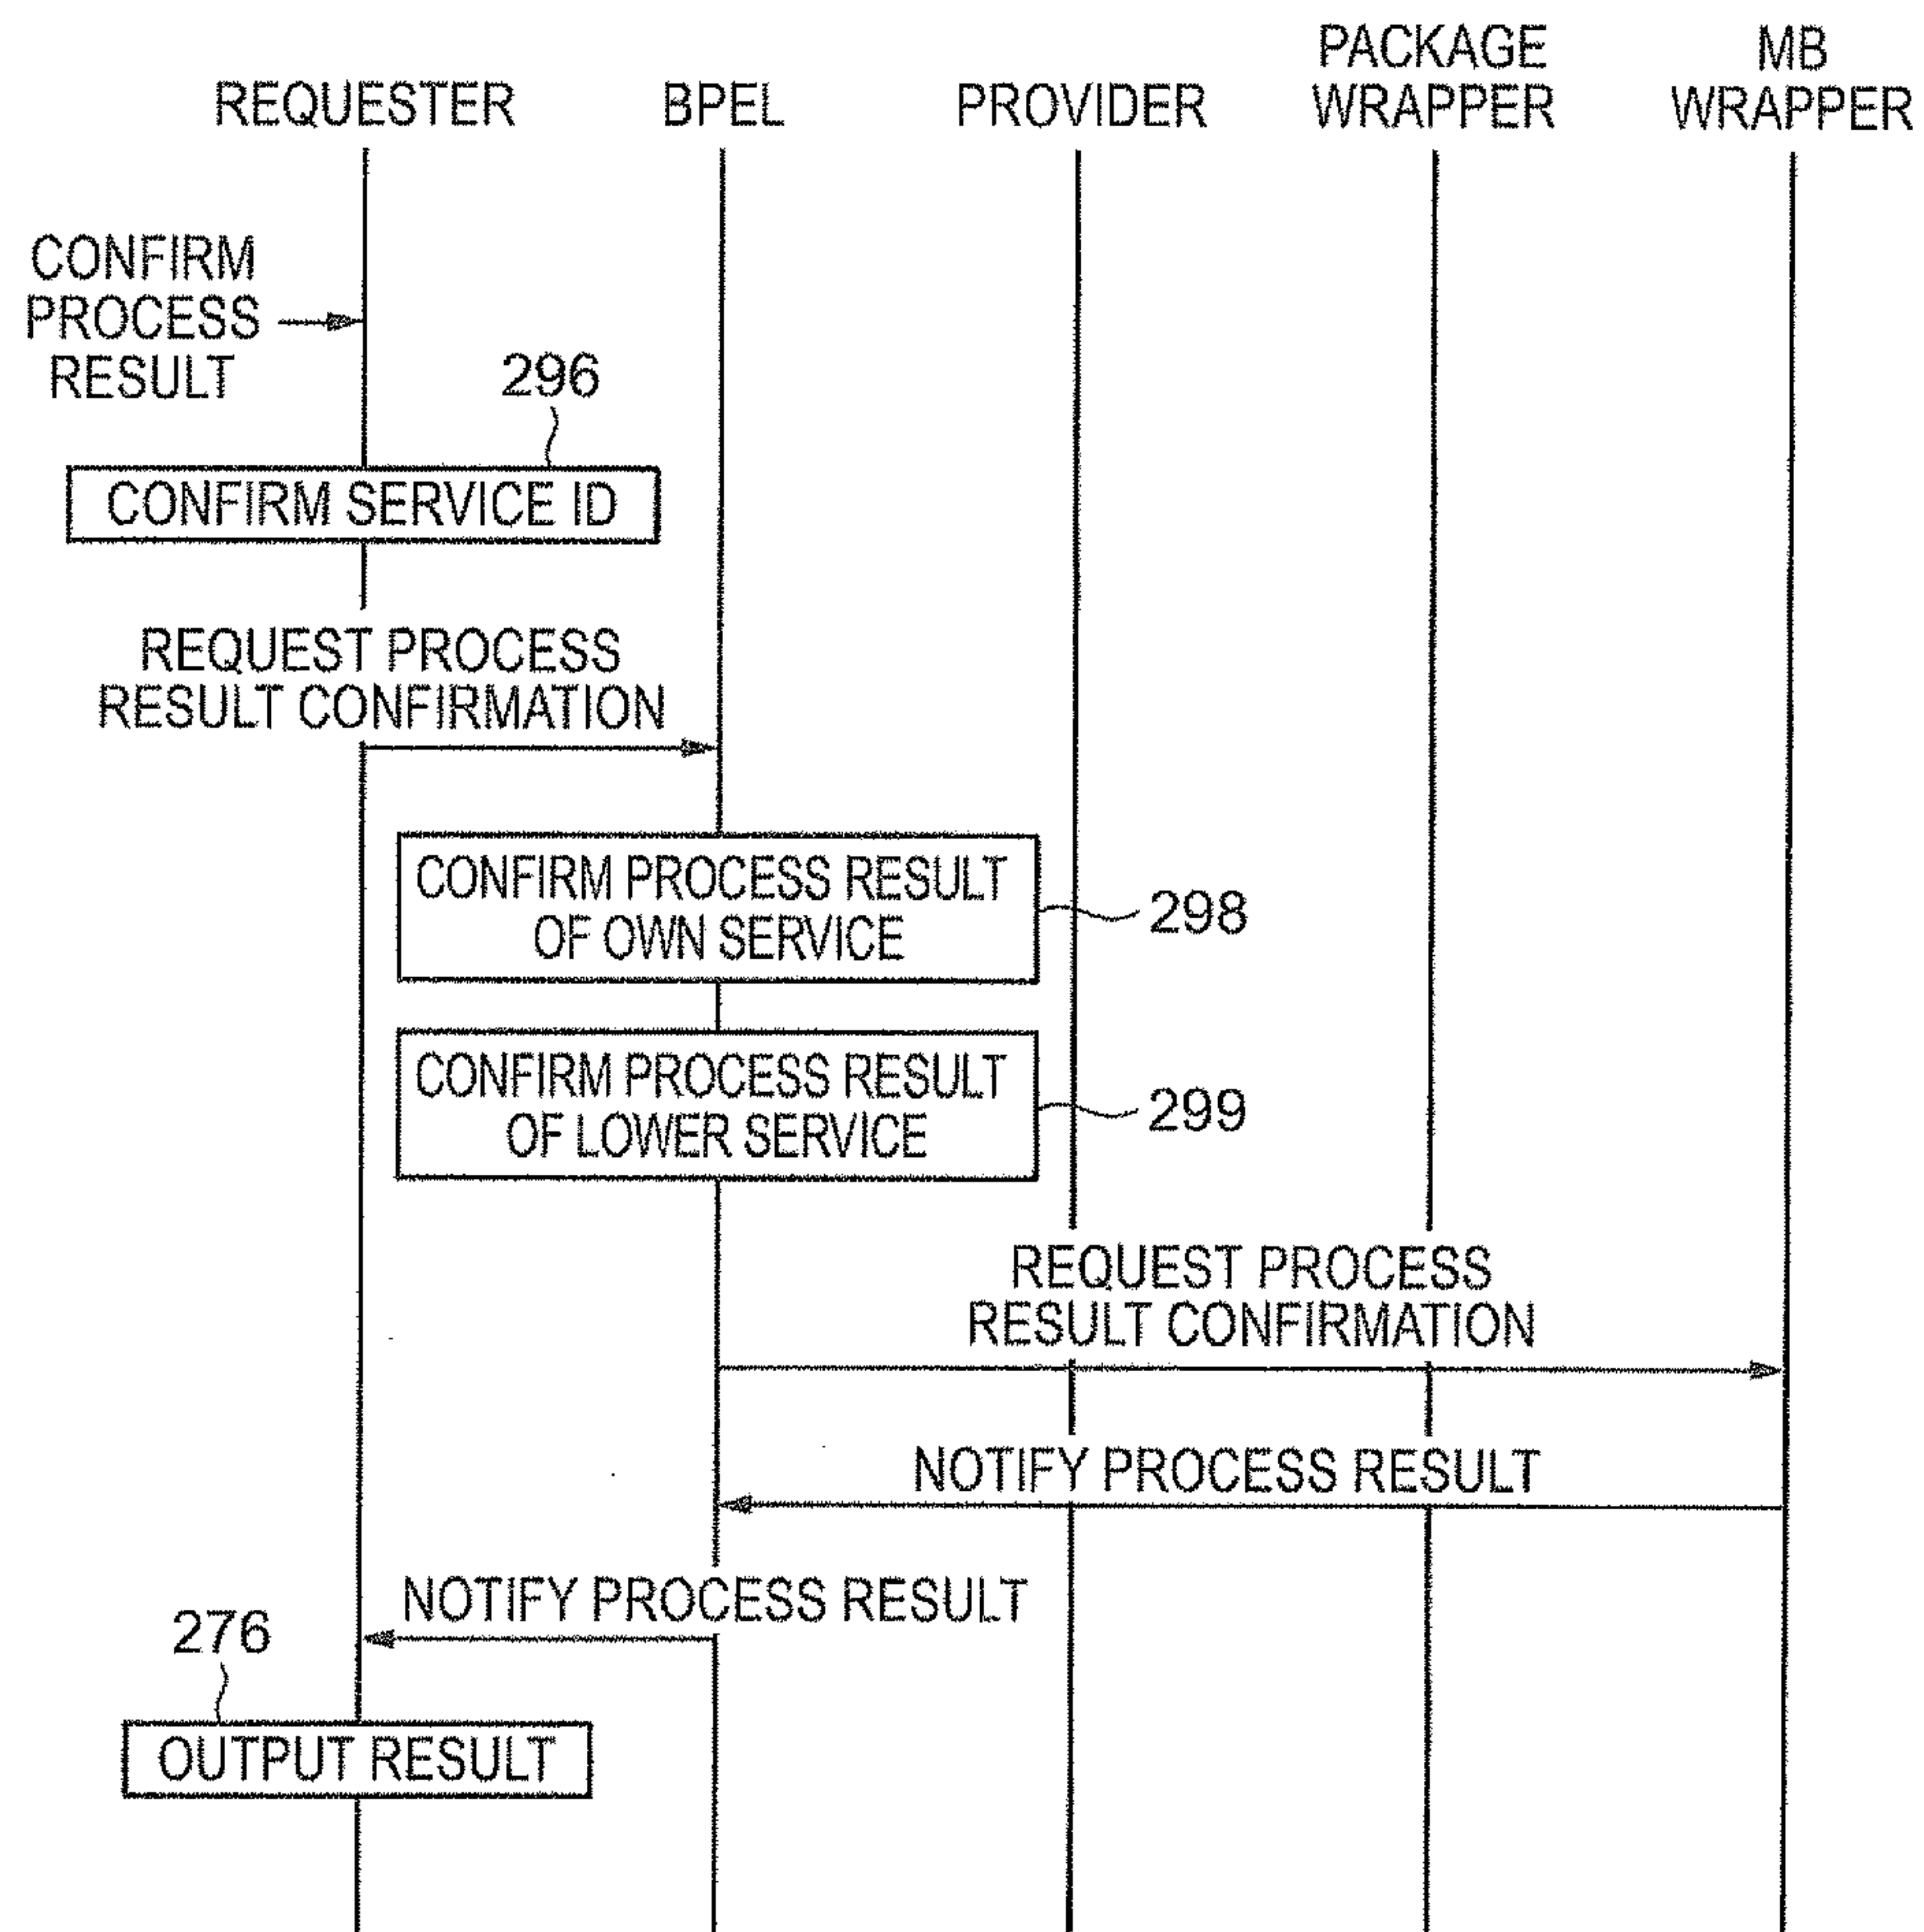 REQUESTER
BPEL
PROVIDER
PACKAGE
WRAPPER
MB
WRAPPER
CONFIRM
PROCESS
RESULT
296
CONFIRM SERVICE ID
REQUEST PROCESS
RESULT CONFIRMATION
CONFIRM PROCESS RESULT
OF OWN SERVICE
298
CONFIRM PROCESS RESULT
OF LOWER SERVICE
299
REQUEST PROCESS
RESULT CONFIRMATION
NOTIFY PROCESS RESULT
NOTIFY PROCESS RESULT
276
OUTPUT RESULT